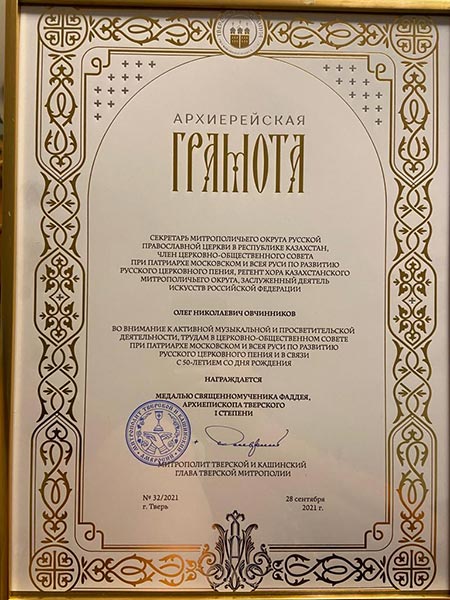 АРХИЕРЕЙСКАЯ
ГРАМОТА
СЕКРЕТАРЬ МИТРОПОЛИЧЬЕГО ОКРУГА РУССКОЙ
ПРАВОСЛАВНОЙ ЦЕРКВИ В РЕСПУБЛИКЕ КАЗАХСТАН,
ЧЛЕН ЦЕРКОВНО-ОБЩЕСТВЕННОГО СОВЕТА
ПРИ ПАТРИАРХЕ МОСКОВСКОМ И ВСЕЯ РУСИ ПО РАЗВИТИЮ
РУССКОГО ЦЕРКОВНОГО ПЕНИЯ, РЕГЕНТ ХОРА КАЗАХСТАНСКОГО
МИТРОПОЛИЧЬЕГО ОКРУГА, ЗАСЛУЖЕННЫЙ ДЕЯТЕЛЬ
ИСКУССТВ РОССИЙСКОЙ ФЕДЕРАЦИИ
ОЛЕГ НИКОЛАЕВИЧ ОВЧИННИКОВ
ВО ВНИМАНИЕ К АКТИВНОЙ МУЗЫКАЛЬНОЙ И ПРОСВЕТИТЕЛЬСКОЙ
ДЕЯТЕЛЬНОСТИ, ТРУДАМ В ЦЕРКОВНО-ОБЩЕСТВЕННОМ СОВЕТЕ
ПРИ ПАТРИАРХЕ МОСКОВСКОМ И ВСЕЯ РУСИ ПО РАЗВИТИЮ
РУССКОГО ЦЕРКОВНОГО ПЕНИЯ И В СВЯЗИ
С 50-ЛЕТИЕМ СО ДНЯ РОЖДЕНИЯ
НАГРАЖДАЕТСЯ
МЕДАЛЬЮ СВЯЩЕННОМУЧЕНИКА ФАДДЕЯ,
АРХИЕПИСКОПА ТВЕРСКОГО
I СТЕПЕНИ
МИТРОПОЛИТ ТВЕРСКОЙ И КАШИНСКИЙ
ГЛАВА ТВЕРСКОЙ МИТРОПОЛИИ
№ 32/2021
г. Тверь
28 сентября
2021 г.